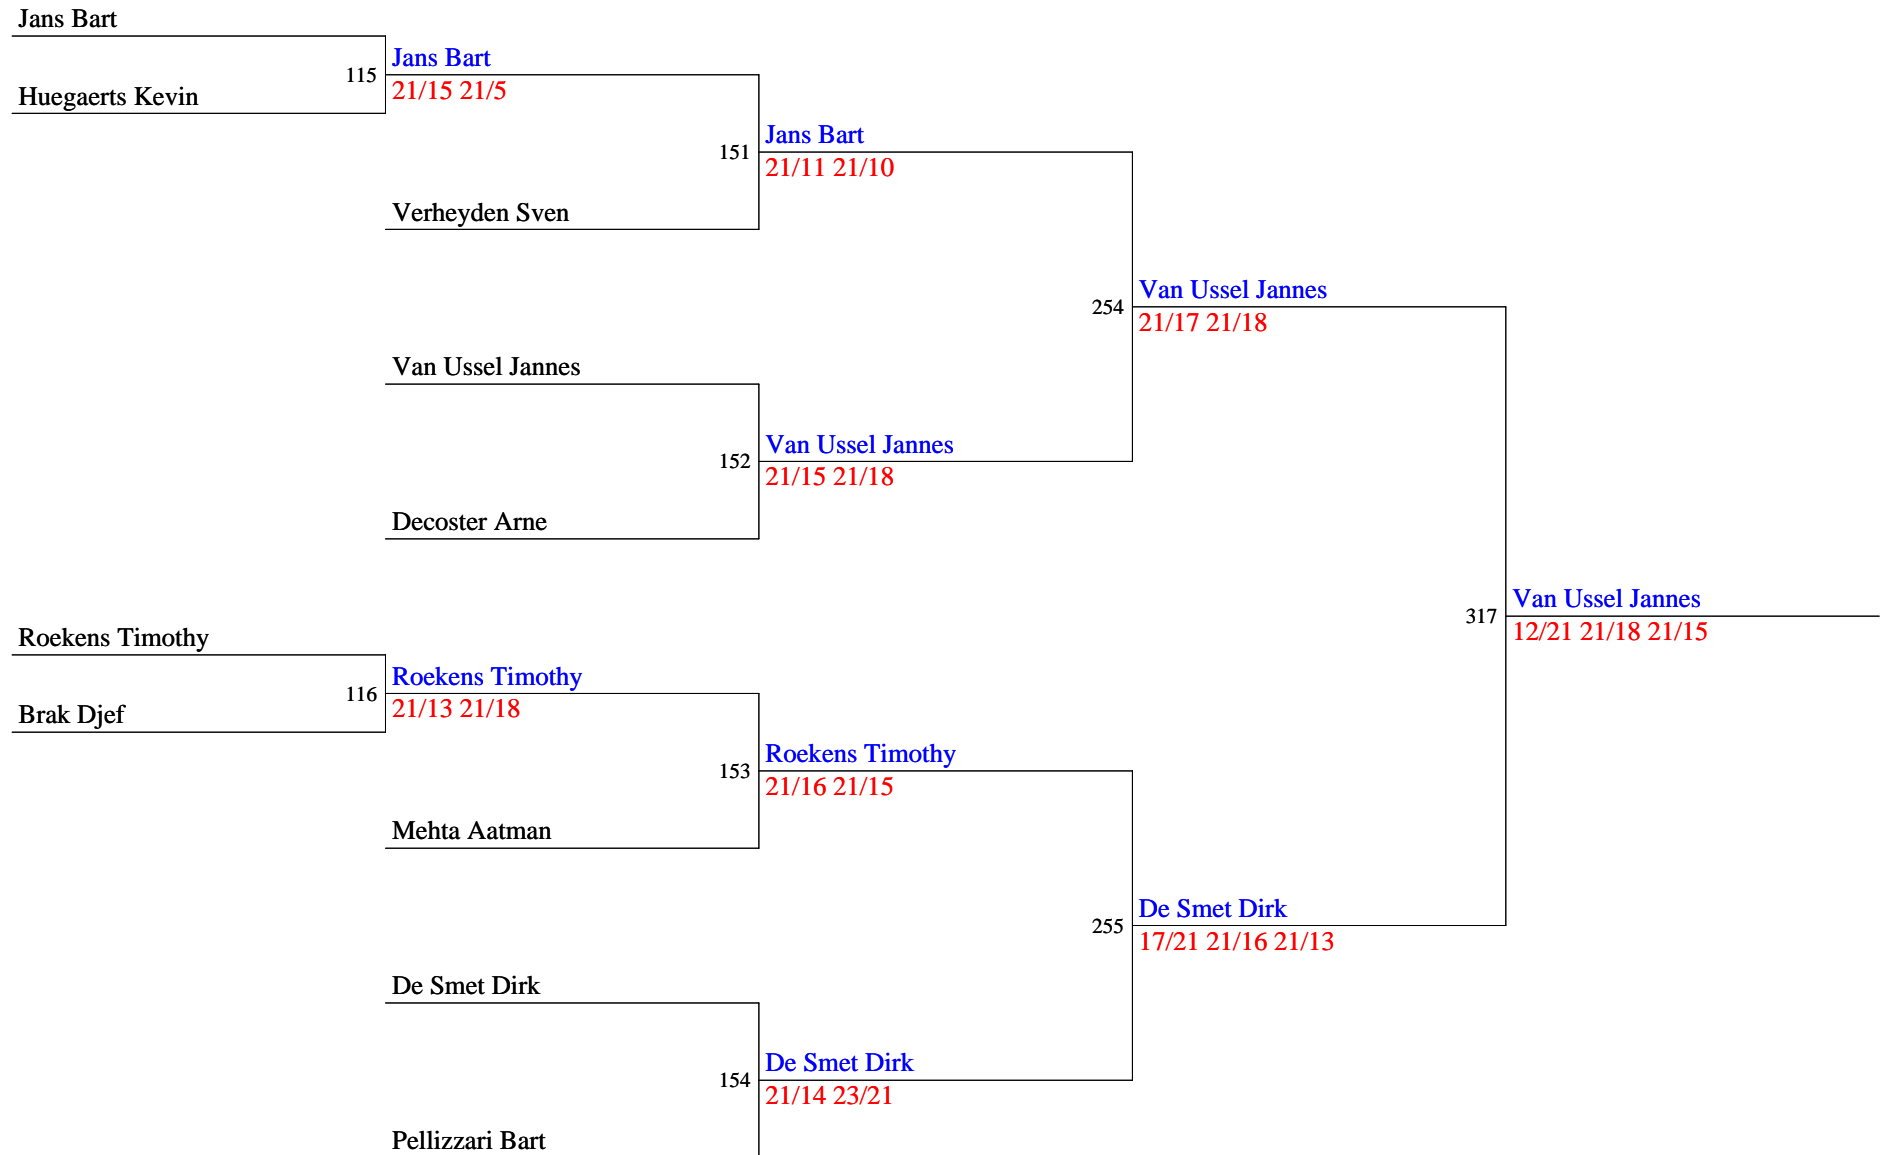 Jans Bart
Jans Bart
115
21/15 21/5
Huegaerts Kevin
Jans Bart
151
21/11 21/10
Verheyden Sven
Van Ussel Jannes
254
21/17 21/18
Van Ussel Jannes
Van Ussel Jannes
152
21/15 21/18
Decoster Arne
Van Ussel Jannes
317
12/21 21/18 21/15
Roekens Timothy
Roekens Timothy
116
21/13 21/18
Brak Djef
Roekens Timothy
153
21/16 21/15
Mehta Aatman
De Smet Dirk
255
17/21 21/16 21/13
De Smet Dirk
De Smet Dirk
154
21/14 23/21
Pellizzari Bart